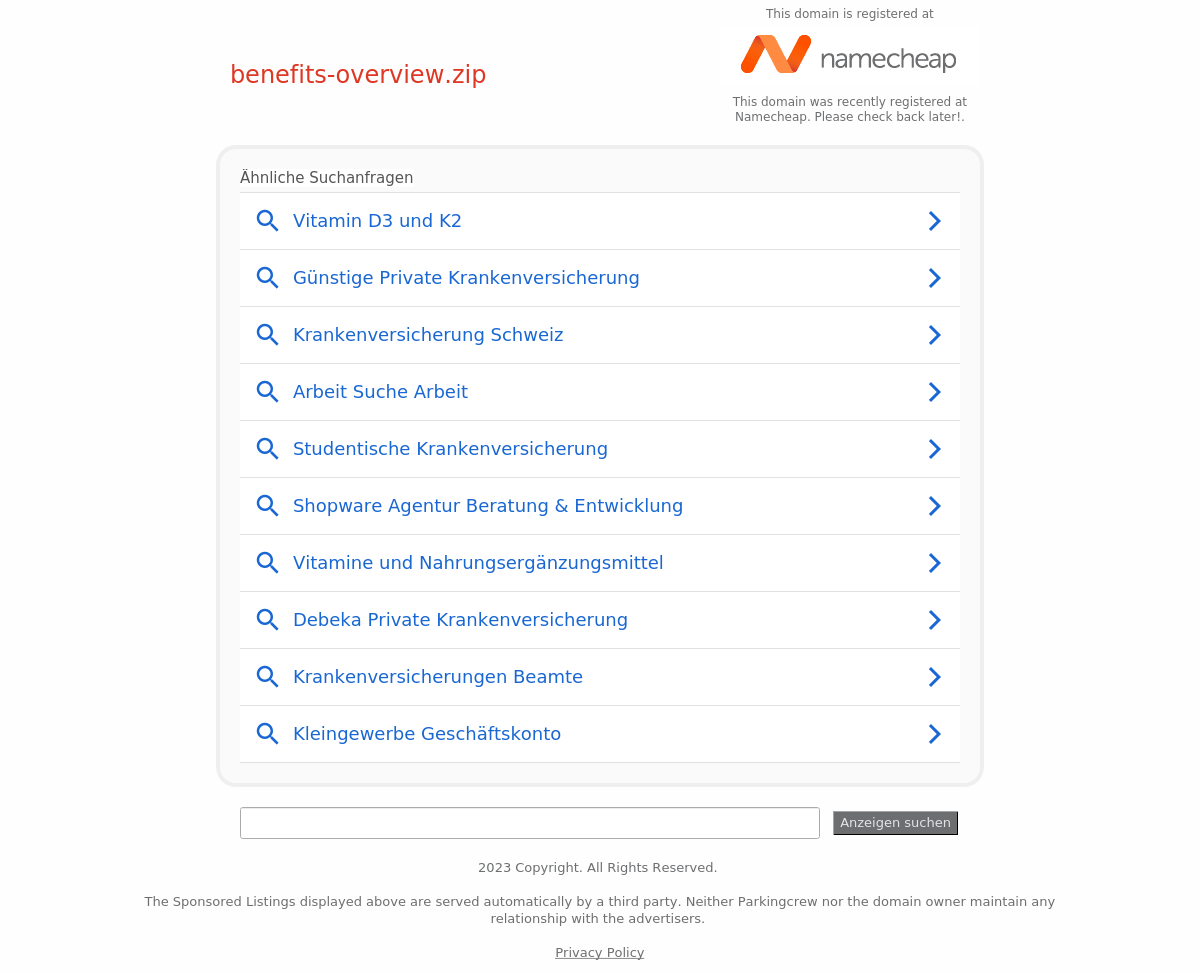 This domain is registered at
namecheap
benefits-overview.zip
This domain was recently registered at
Namecheap. Please check back later!.
Ähnliche Suchanfragen
Vitamin D3 und K2
Günstige Private Krankenversicherung
Krankenversicherung Schweiz
Arbeit Suche Arbeit
Studentische Krankenversicherung
Shopware Agentur Beratung & Entwicklung
Vitamine und Nahrungsergänzungsmittel
Debeka Private Krankenversicherung
Krankenversicherungen Beamte
Kleingewerbe Geschäftskonto
Anzeigen suchen
2023 Copyright. All Rights Reserved.
The Sponsored Listings displayed above are served automatically by a third party. Neither Parkingcrew nor the domain owner maintain any
relationship with the advertisers.
Privacy Policy